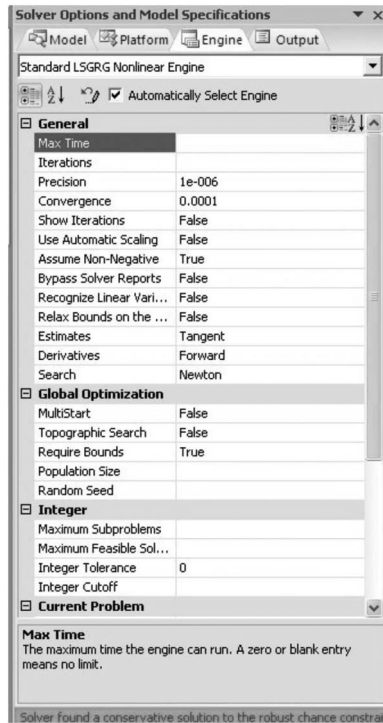 Solver Options and Model Specifications
Model Platform Engine Output
Standard LSGRG Nonlinear Engine
Automatically Select Engine
General
Max Time
Iterations
Precision 1e-006
Convergence 0.0001
Show Iterations False
Use Automatic Scaling False
Assume Non-Negative True
Bypass Solver Reports False
Recognize Linear Vari... False
Relax Bounds on the ... False
Estimates Tangent
Derivatives Forward
Search Newton
Global Optimization
MultiStart False
Topographic Search False
Require Bounds True
Population Size
Random Seed
Integer
Maximum Subproblems
Maximum Feasible Sol...
Integer Tolerance 0
Integer Cutoff
Current Problem
Max Time
The maximum time the engine can run. A zero or blank entry
means no limit.
Solver found a conservative solution to the robust chance constrai